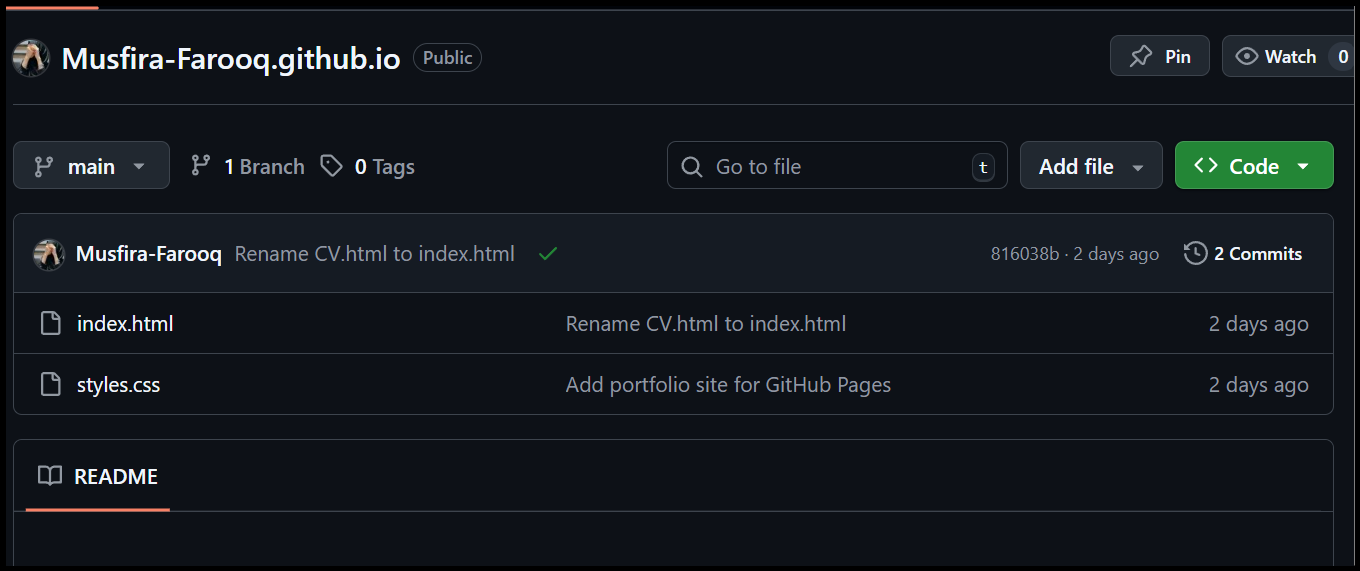 Musfira-Farooq.github.io Public Pin Watch 0
main 1 Branch 0 Tags Go to file t Add file Code
Musfira-Farooq Rename CV.html to index.html 816038b · 2 days ago 2 Commits
index.html Rename CV.html to index.html 2 days ago
styles.css Add portfolio site for GitHub Pages 2 days ago
README